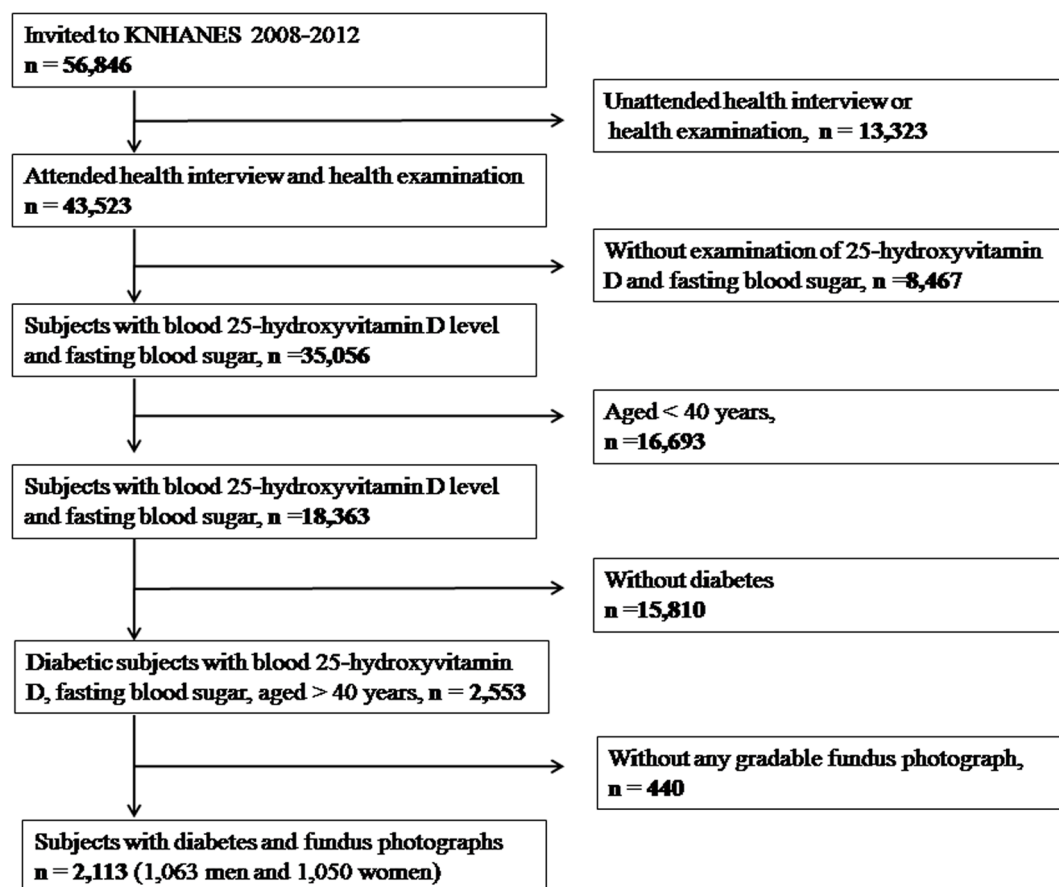 Invited to KNHANES 2008-2012
n = 56,846
Unattended health interview or
health examination, n = 13,323
Attended health interview and health examination
n = 43,523
Without examination of 25-hydroxyvitamin
D and fasting blood sugar, n =8,467
Subjects with blood 25-hydroxyvitamin D level
and fasting blood sugar, n =35,056
Aged < 40 years,
n =16,693
Subjects with blood 25-hydroxyvitamin D level
and fasting blood sugar, n =18,363
Without diabetes
n =15,810
Diabetic subjects with blood 25-hydroxyvitamin
D, fasting blood sugar, aged > 40 years, n = 2,553
Without any gradable fundus photograph,
n = 440
Subjects with diabetes and fundus photographs
n = 2,113 (1,063 men and 1,050 women)